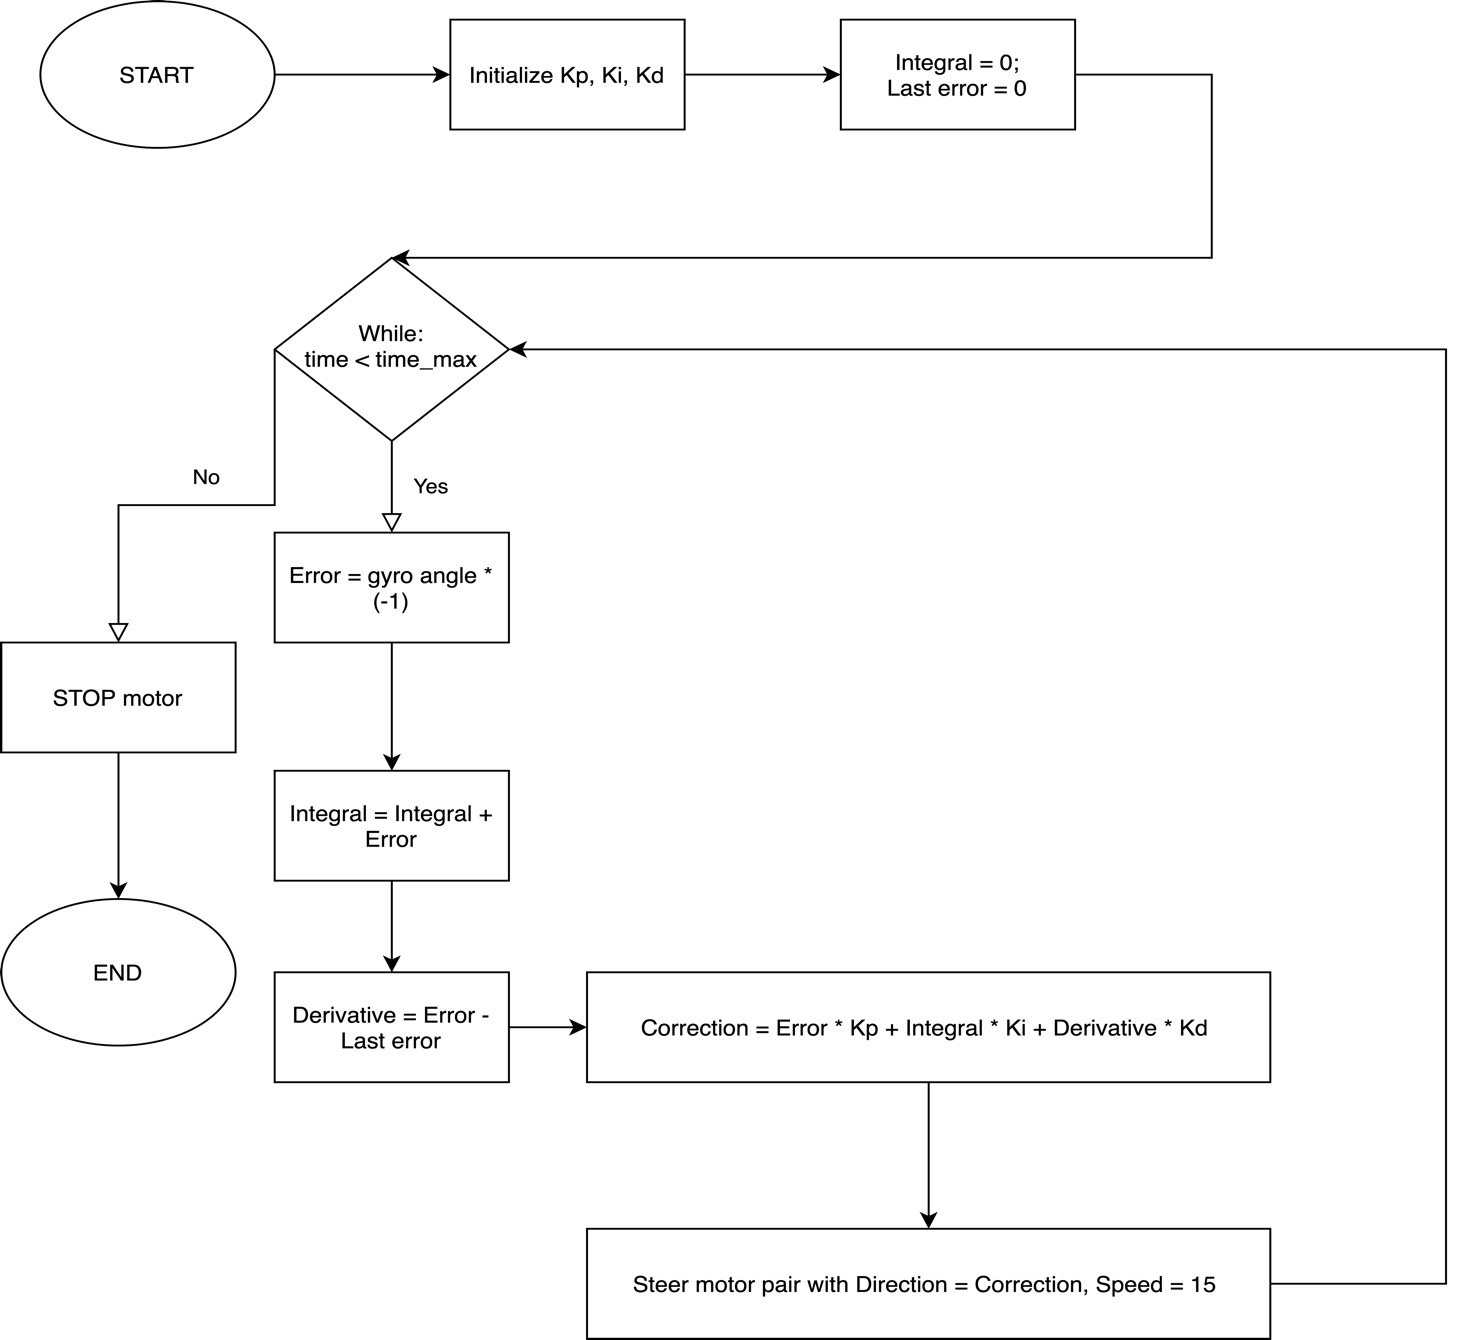 START
Initialize Kp, Ki, Kd
Integral = 0;
Last error = 0
While:
time < time_max
No
Yes
Error = gyro angle *
(-1)
STOP motor
Integral = Integral +
Error
END
Derivative = Error -
Last error
Correction = Error * Kp + Integral * Ki + Derivative * Kd
Steer motor pair with Direction = Correction, Speed = 15